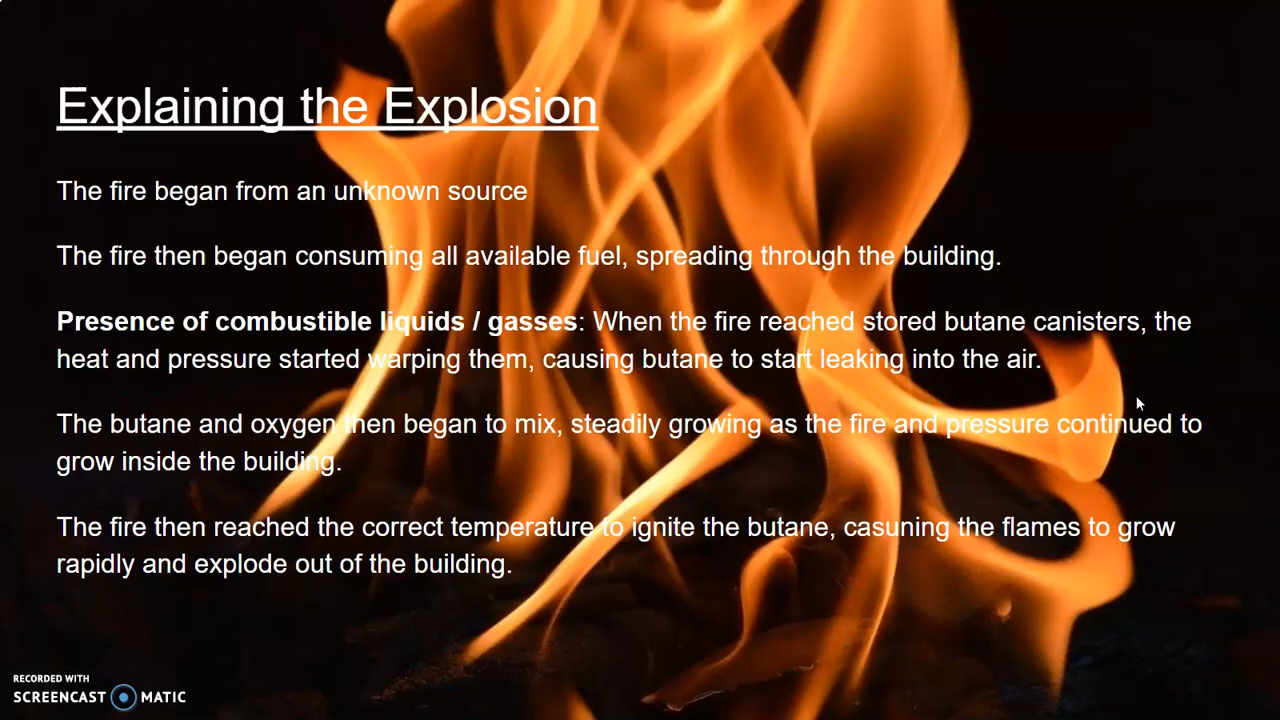 Explaining the Explosion
The fire began from an unknown source
The fire then began consuming all available fuel, spreading through the building.
Presence of combustible liquids / gasses: When the fire reached stored butane canisters, the
heat and pressure started warping them, causing butane to start leaking into the air.
The butane and oxygen then began to mix, steadily growing as the fire and pressure continued to
grow inside the building.
The fire then reached the correct temperature to ignite the butane, casuning the flames to grow
rapidly and explode out of the building.
RECORDED WITH
SCREENCAST MATIC